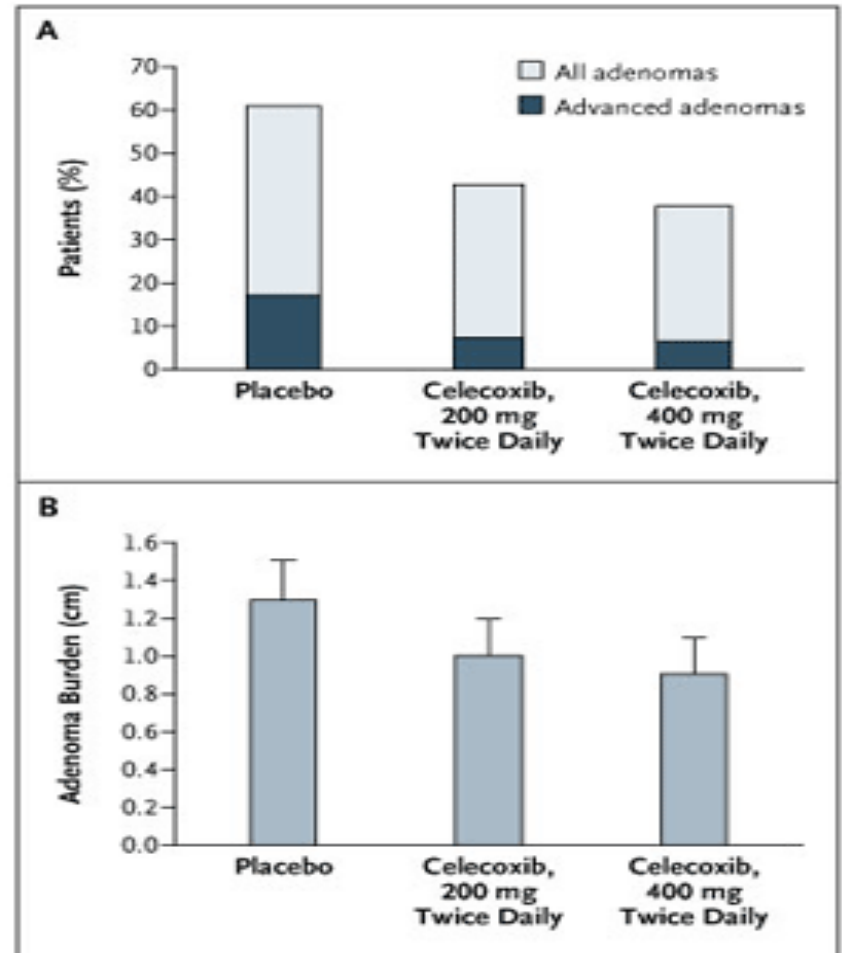 A
70
60
50
40
30
20
10
0
Patients (%)
All adenomas
Advanced adenomas
Placebo
Celecoxib,
200 mg
Twice Daily
Celecoxib,
400 mg
Twice Daily
B
1.6
1.4
1.2
1.0
0.8
0.6
0.4
0.2
0.0
Adenoma Burden (cm)
Placebo
Celecoxib,
200 mg
Twice Daily
Celecoxib,
400 mg
Twice Daily